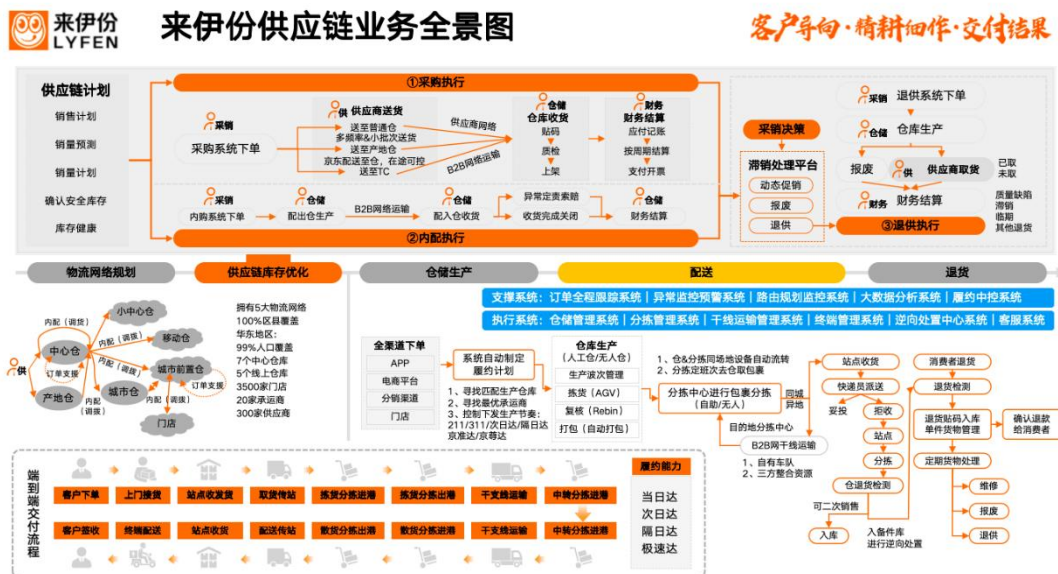 来伊份
LYFEN
来伊份供应链业务全景图
客户导向·精耕细作·交付结果
供应链计划
销售计划
销量预测
销量计划
确认安全库存
库存健康
①采购执行
采销
采购系统下单
供 供应商送货
送至普通仓
多频率&小批次送货
送至产地仓
京东配送至仓，在途可控
送至TC
供应商网络
B2B网络运输
仓储
仓库收货
贴码
质检
上架
财务
财务结算
应付记账
按周期结算
支付开票
采销
内购系统下单
仓储
配出仓生产
B2B网络运输
仓储
配入仓收货
异常定责索赔
收货完成关闭
仓储
财务结算
②内配执行
采销决策
滞销处理平台
动态促销
报废
退供
采销 退供系统下单
仓储 仓库生产
报废
供 供应商取货
已取
未取
财务 财务结算
质量缺陷
滞销
临期
其他退货
③退供执行
物流网络规划
供应链库存优化
仓储生产
配送
退货
小中心仓
内配（调货）
移动仓
中心仓
内配（调拨）
供
订单支援
城市前置仓
内配（调拨）
订单支援
产地仓
城市仓
内配（调拨）
内配
（调拨）
门店
拥有5大物流网络
100%区县覆盖
华东地区：
99%人口覆盖
7个中心仓库
5个线上仓库
3500家门店
20家承运商
300家供应商
支撑系统：订单全程跟踪系统｜异常监控预警系统｜路由规划监控系统｜大数据分析系统｜履约中控系统
执行系统：仓储管理系统｜分拣管理系统｜干线运输管理系统｜终端管理系统｜逆向处置中心系统｜客服系统
全渠道下单
APP
电商平台
分销渠道
门店
系统自动制定
履约计划
1、寻找匹配生产仓库
2、寻找最优承运商
3、控制下发生产节奏：
211/311/次日达/隔日达
京准达/京尊达
仓库生产
（人工仓/无人仓）
生产波次管理
拣货（AGV）
复核（Rebin）
打包（自动打包）
1、仓&分拣同场地设备自动流转
2、分拣定班次去仓取包裹
分拣中心进行包裹分拣
（自助/无人）
同城
异地
目的地分拣中心
B2B网干线运输
1、自有车队
2、三方整合资源
站点收货
快递员派送
妥投
拒收
站点
分拣
仓退货检测
可二次销售
入库
入备件库
进行逆向处置
消费者退货
退货检测
退货贴码入库
单件货物管理
确认退款
给消费者
定期货物处理
维修
报废
退供
端到端交付流程
客户下单
上门接货
站点收发货
取货传站
拣货分拣进港
拣货分拣出港
干支线运输
中转分拣进港
客户签收
终端配送
站点收货
配送传站
散货分拣出港
散货分拣进港
干支线运输
中转分拣进港
履约能力
当日达
次日达
隔日达
极速达